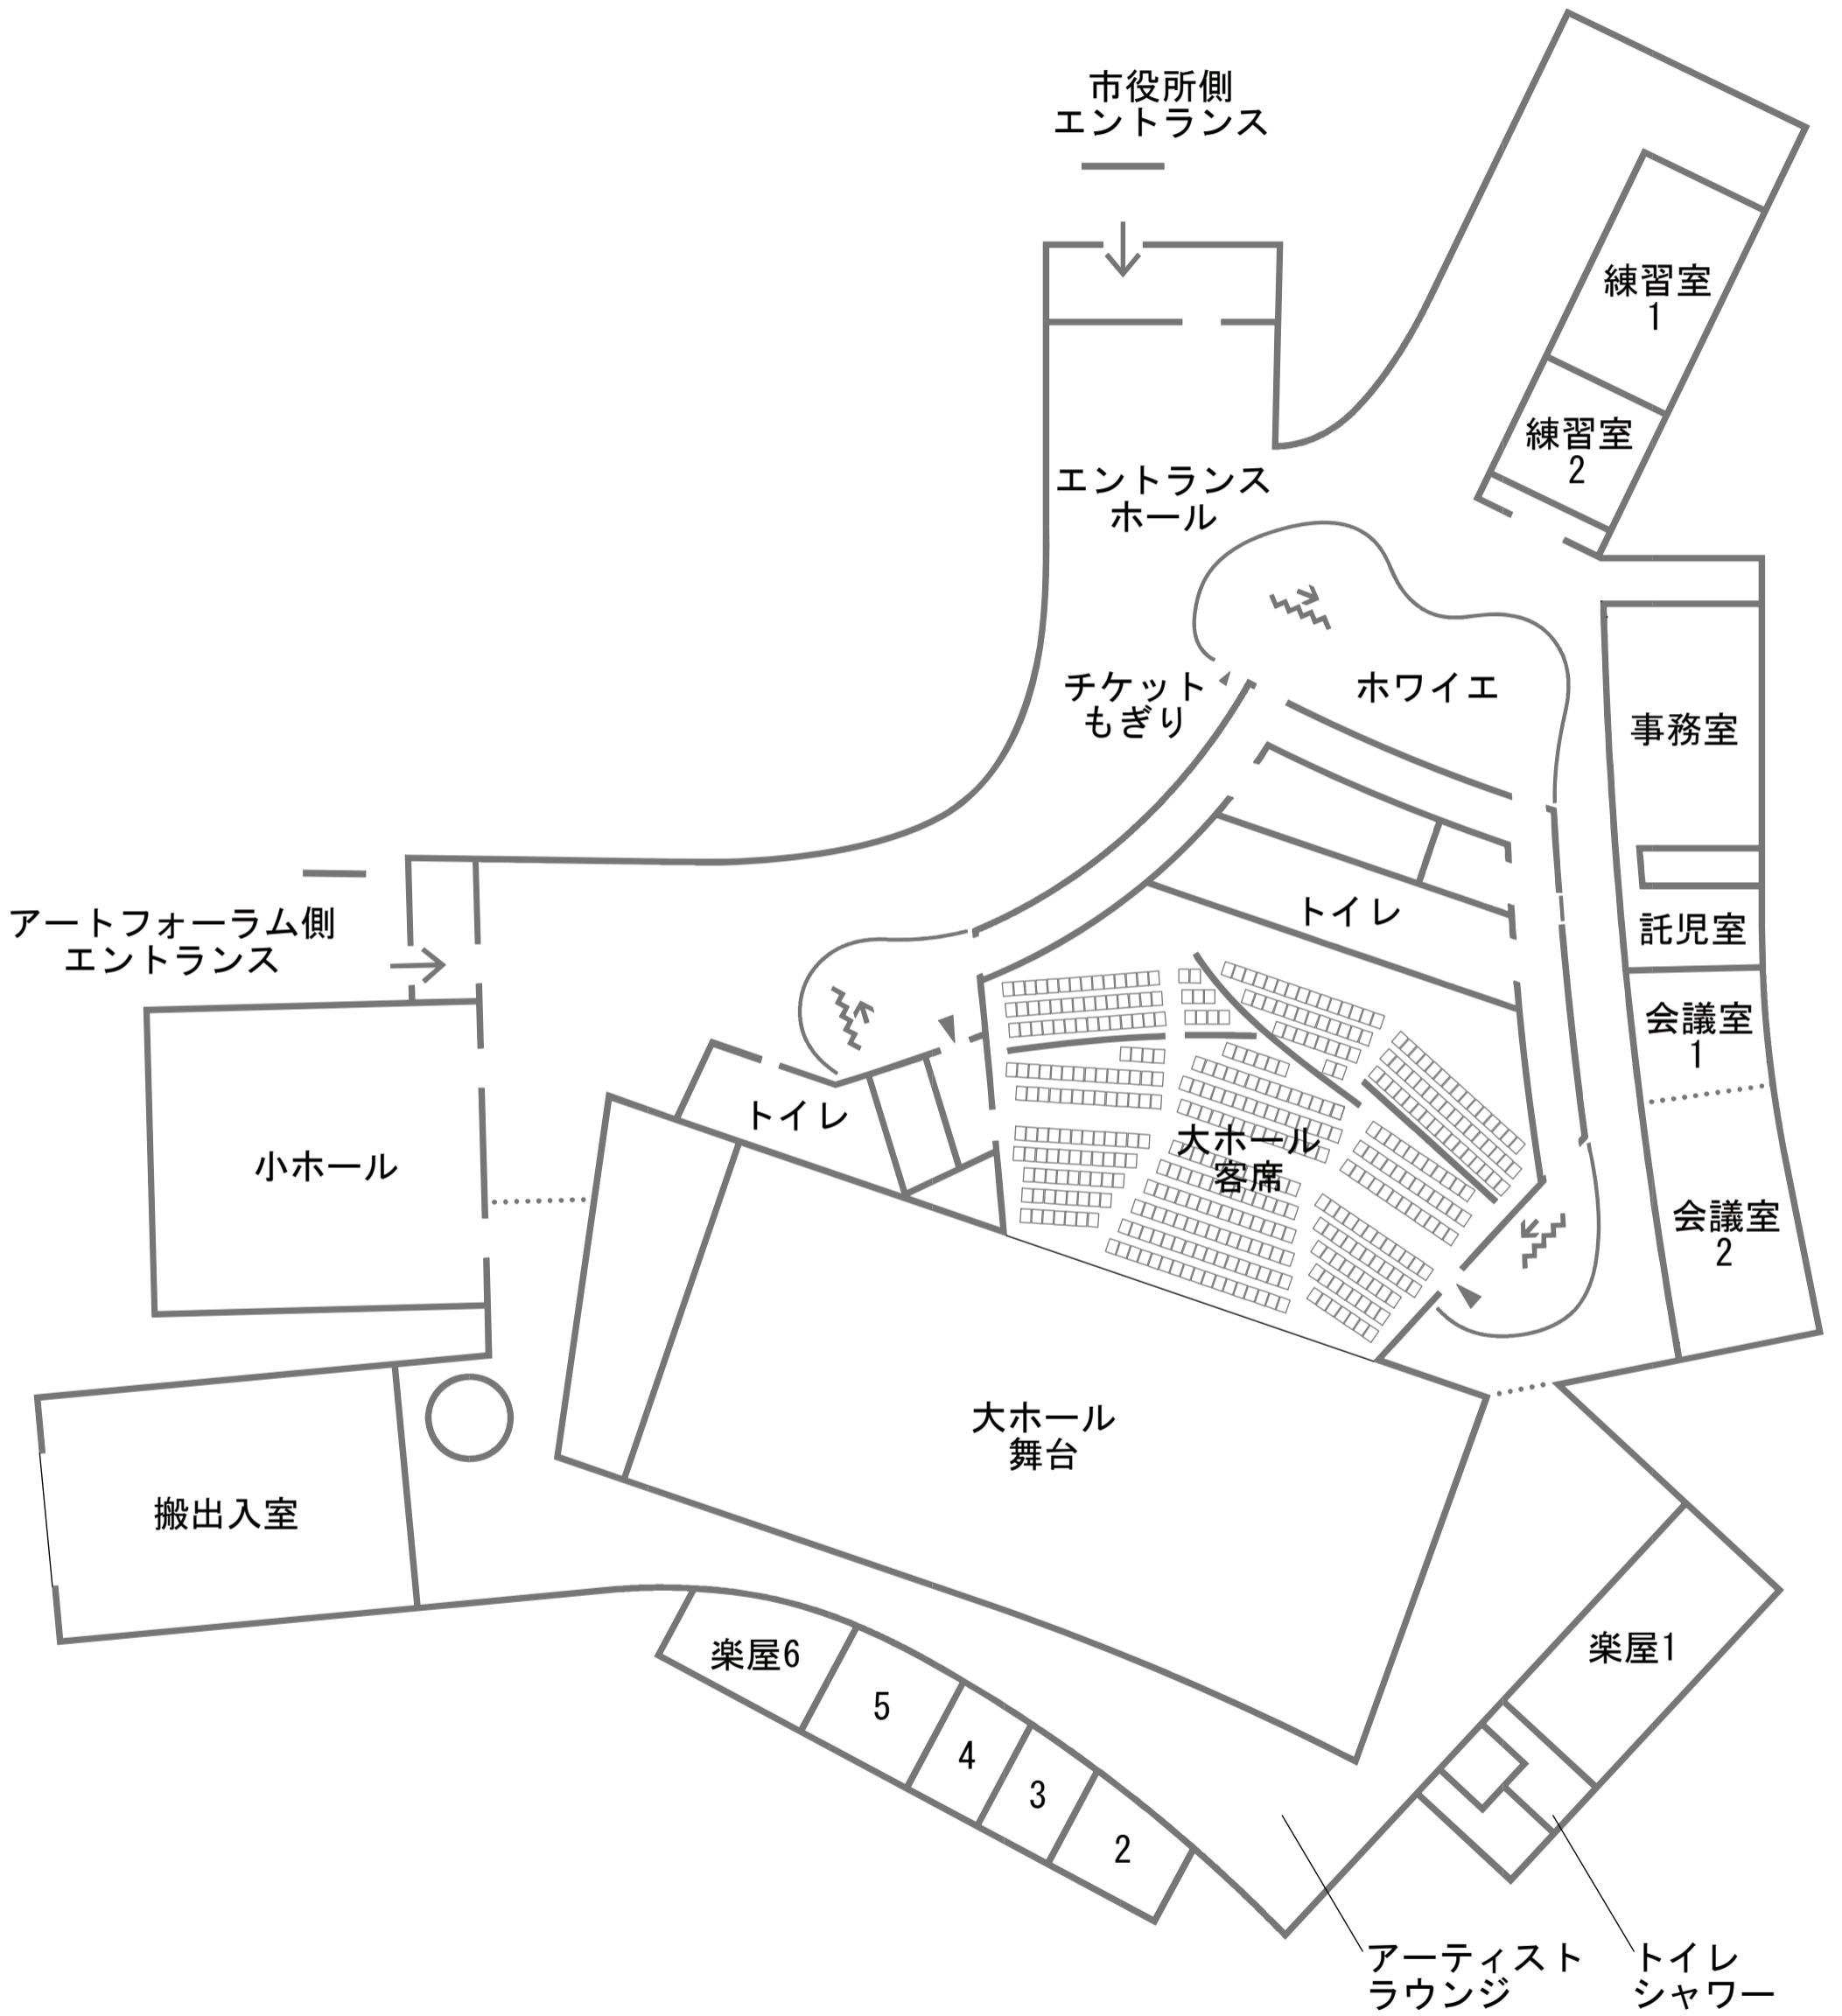 市役所側
エントランス
練習室
1
練習室
2
エントランス
ホール
チケット
もぎり
ホワイエ
事務室
アートフォーラム側
エントランス
トイレ
託児室
会議室
1
トイレ
大ホール
客席
小ホール
会議室
2
大ホール
舞台
搬出入室
楽屋6
5
4
3
2
楽屋1
アーティスト
ラウンジ
トイレ
シャワー